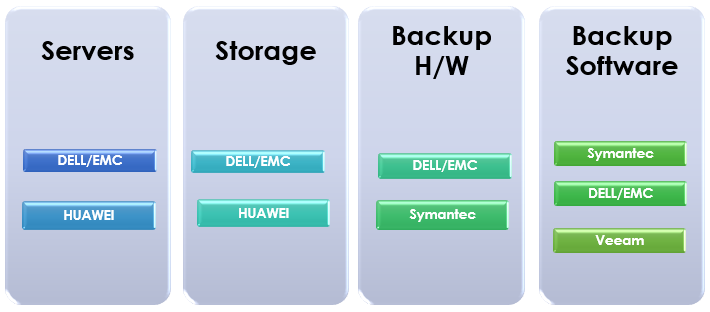 Servers
DELL/EMC
HUAWEI
Storage
DELL/EMC
HUAWEI
Backup
H/W
DELL/EMC
Symantec
Backup
Software
Symantec
DELL/EMC
Veeam